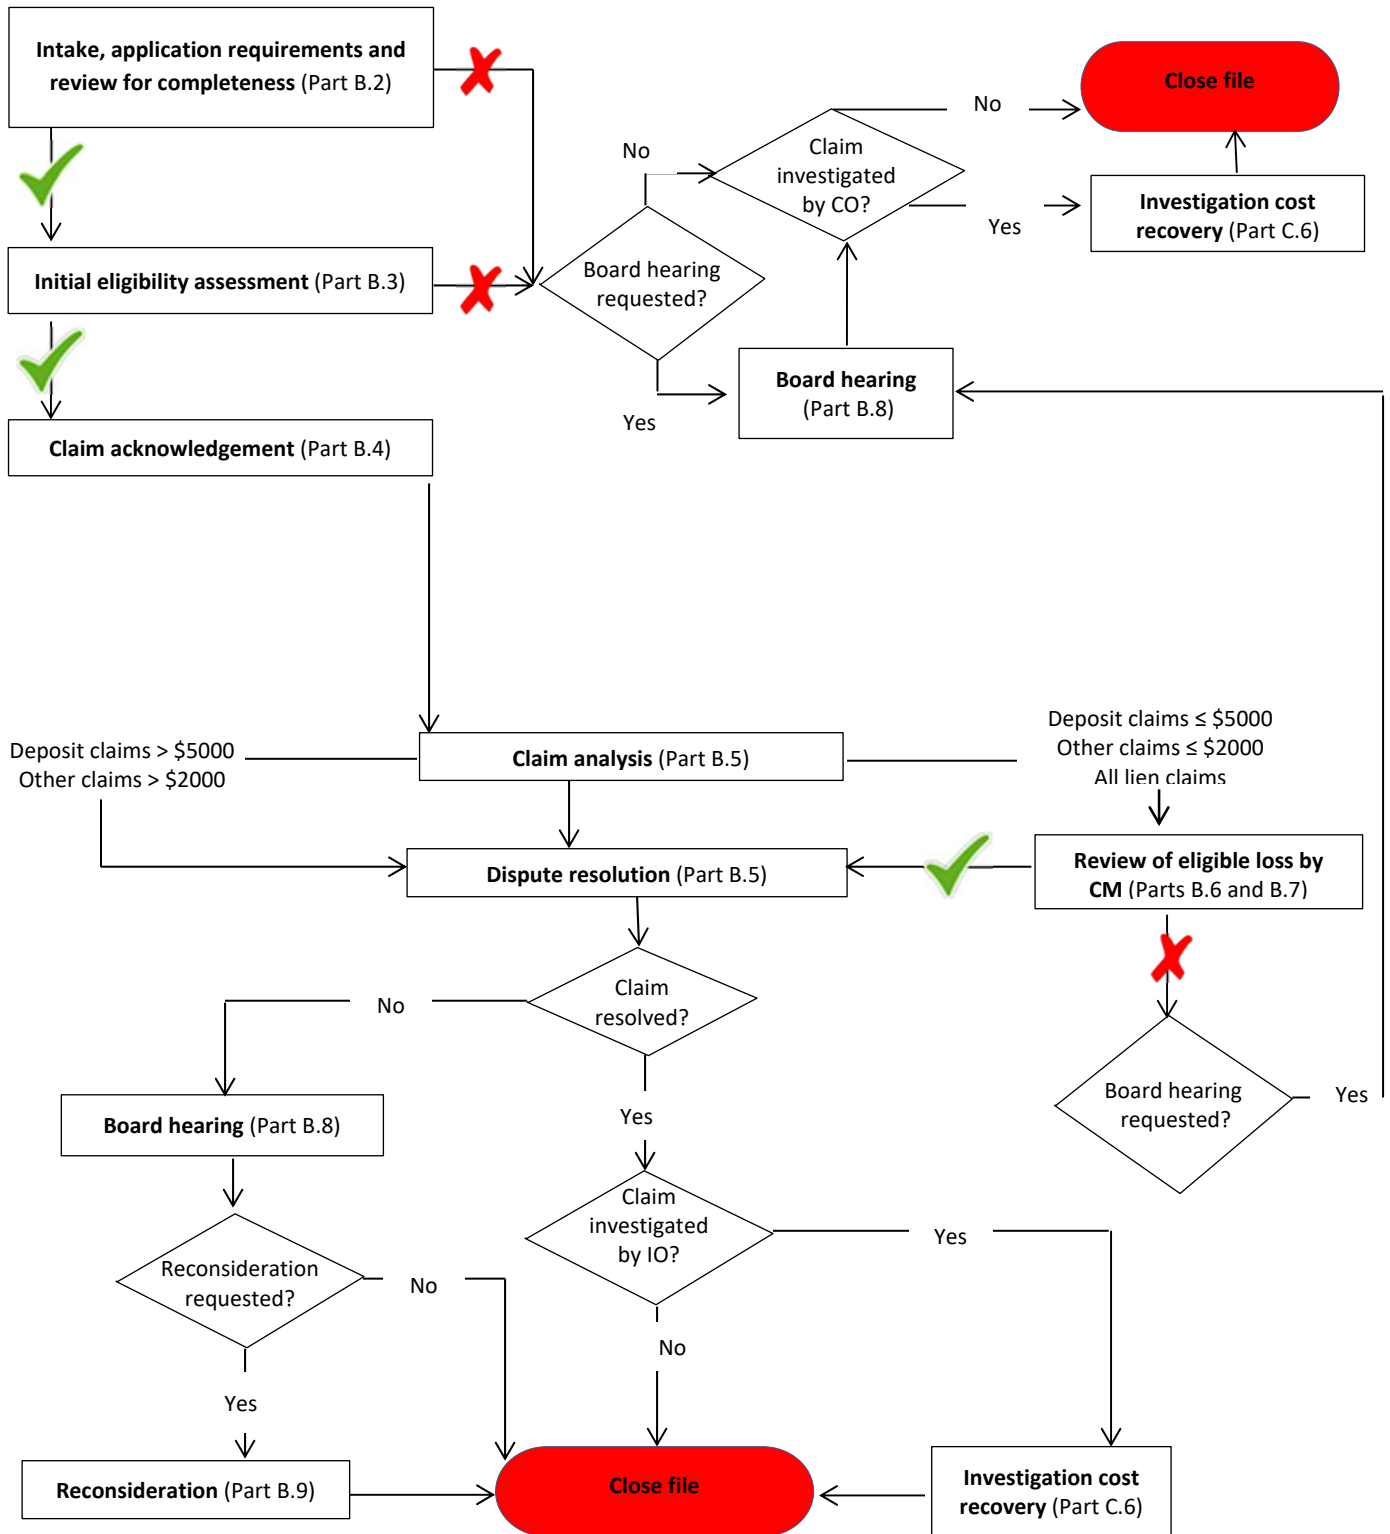 Intake, application requirements and
review for completeness (Part B.2)
Close file
No
Claim
investigated
by CO?
No
Investigation cost
recovery (Part C.6)
Yes
Board hearing
requested?
Initial eligibility assessment (Part B.3)
Board hearing
(Part B.8)
Yes
Claim acknowledgement (Part B.4)
Deposit claims > $5000
Other claims > $2000
Claim analysis (Part B.5)
Deposit claims ≤ $5000
Other claims ≤ $2000
All lien claims
Dispute resolution (Part B.5)
Review of eligible loss by
CM (Parts B.6 and B.7)
Claim
resolved?
No
Board hearing
requested?
Yes
Board hearing (Part B.8)
Yes
Claim
investigated
by IO?
Yes
Reconsideration
requested?
No
No
Yes
Reconsideration (Part B.9)
Close file
Investigation cost
recovery (Part C.6)